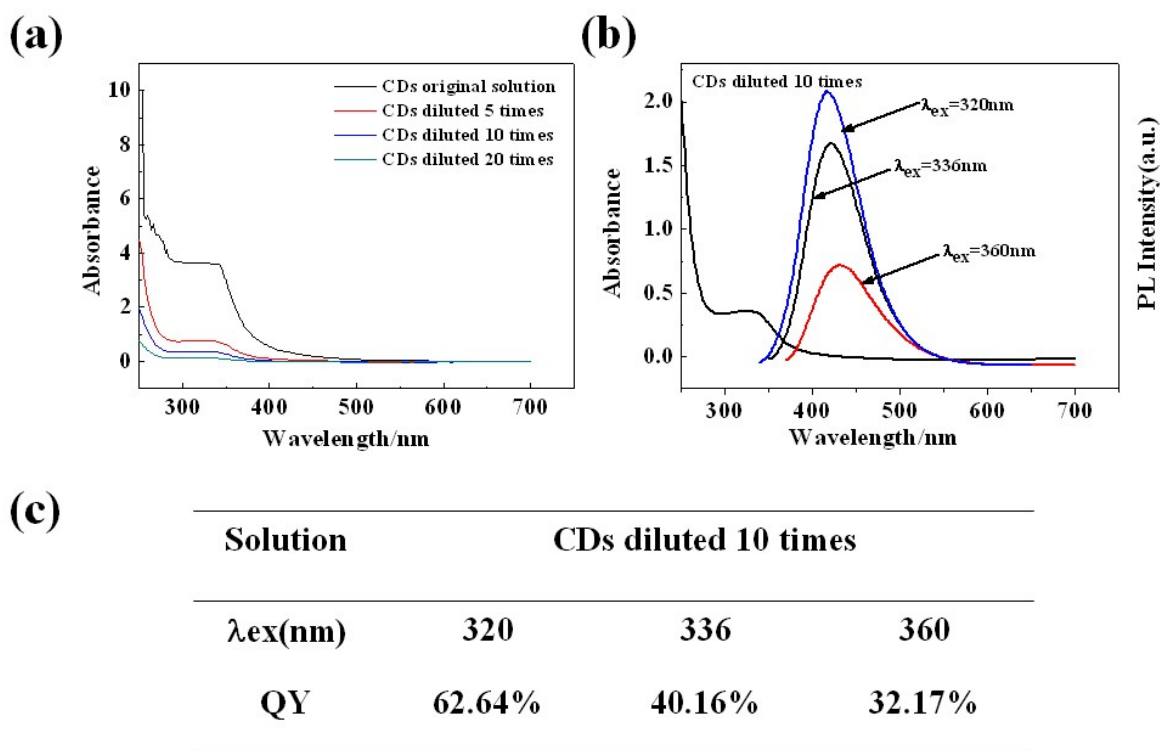 (a)
10
8
6
4
2
0
Absorbance
CDs original solution
CDs diluted 5 times
CDs diluted 10 times
CDs diluted 20 times
300 400 500 600 700
Wavelength/nm
(b)
CDs diluted 10 times
2.0
1.5
1.0
0.5
0.0
Absorbance
λex=320nm
λex=336nm
λex=360nm
PL Intensity(a.u.)
300 400 500 600 700
Wavelength/nm
(c)
Solution CDs diluted 10 times
λex(nm) 320 336 360
QY 62.64% 40.16% 32.17%